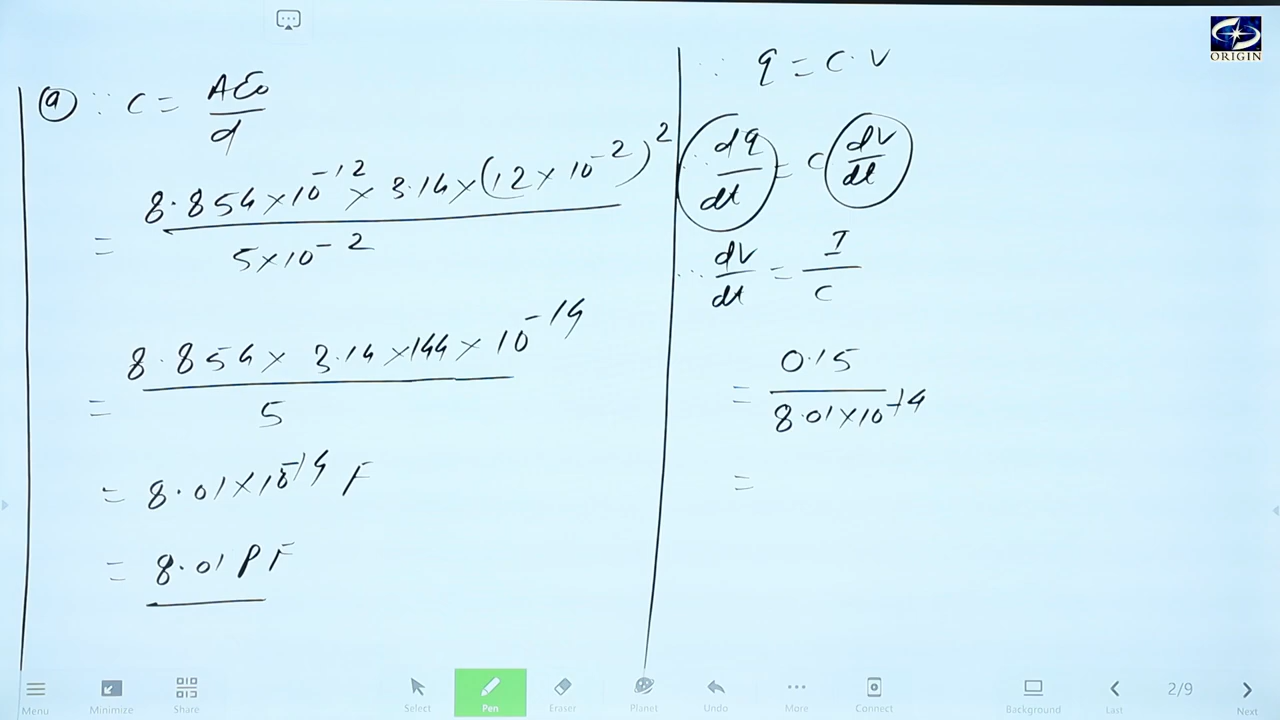 ORIGIN
(a) ∵ C = Aε₀ / d
= 8.854 × 10⁻¹² × 3.14 × (12 × 10⁻²)² / 5 × 10⁻²
= 8.854 × 3.14 × 144 × 10⁻¹⁴ / 5
= 8.01 × 10⁻¹⁴ F
= 8.01 PF
∵ q = C · V
∴ dq/dt = C dV/dt
∴ dV/dt = I / C
= 0.15 / 8.01 × 10⁻¹⁴
=
Menu
Minimize
Share
Select
Pen
Eraser
Planet
Undo
More
Connect
Background
Last
2/9
Next